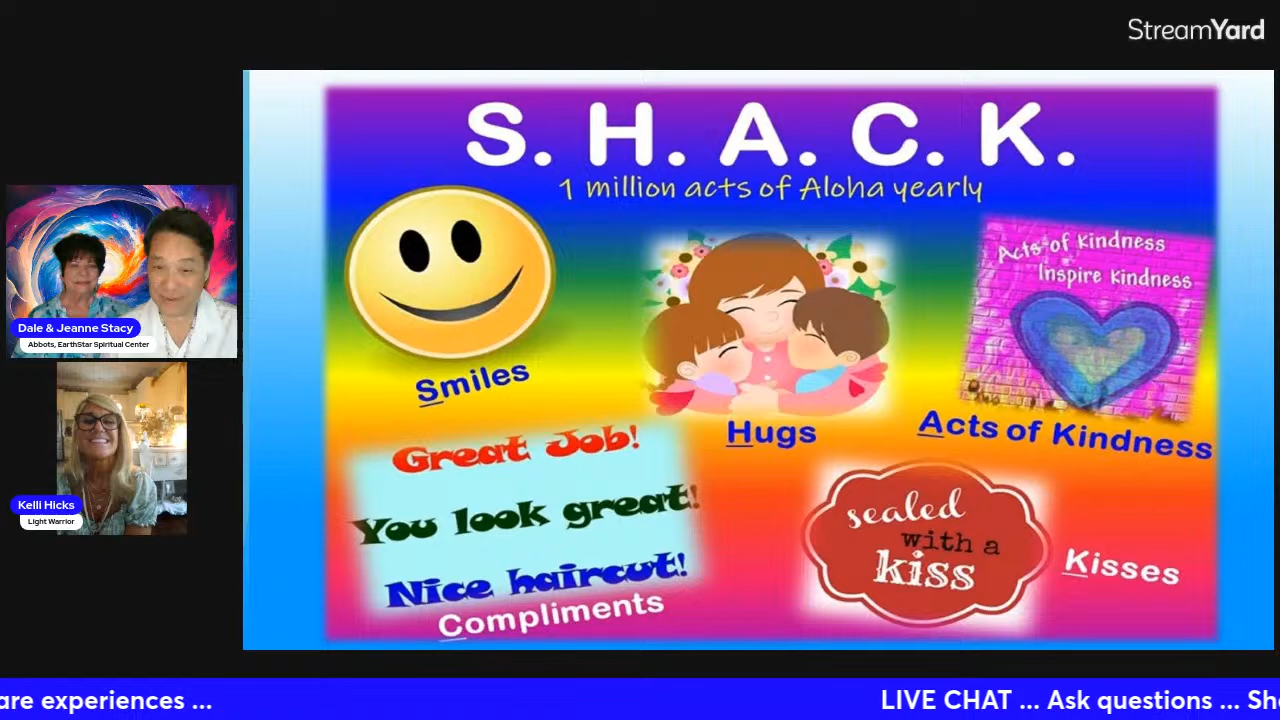 StreamYard
S. H. A. C. K.
1 million acts of Aloha yearly
Smiles
Hugs
Acts of Kindness
Inspire Kindness
Acts of Kindness
Great Job!
You look great!
Nice haircut!
Compliments
sealed
with a
kiss
Kisses
Dale & Jeanne Stacy
Abbots, EarthStar Spiritual Center
Kelli Hicks
Light Warrior
are experiences ...
LIVE CHAT ... Ask questions ... Sh